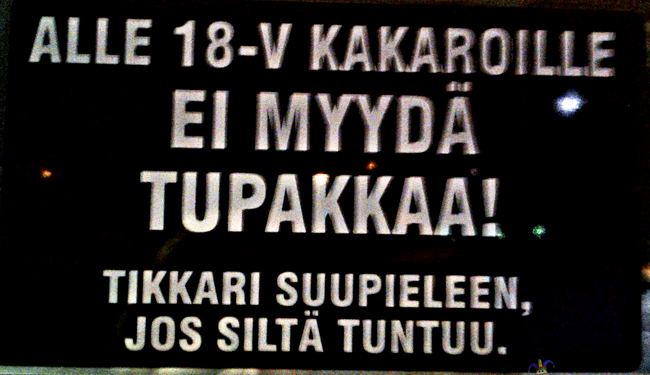 ALLE 18-V KAKAROILLE
EI MYYDÄ
TUPAKKAA!
TIKKARI SUUPIELEEN,
JOS SILTÄ TUNTUU.